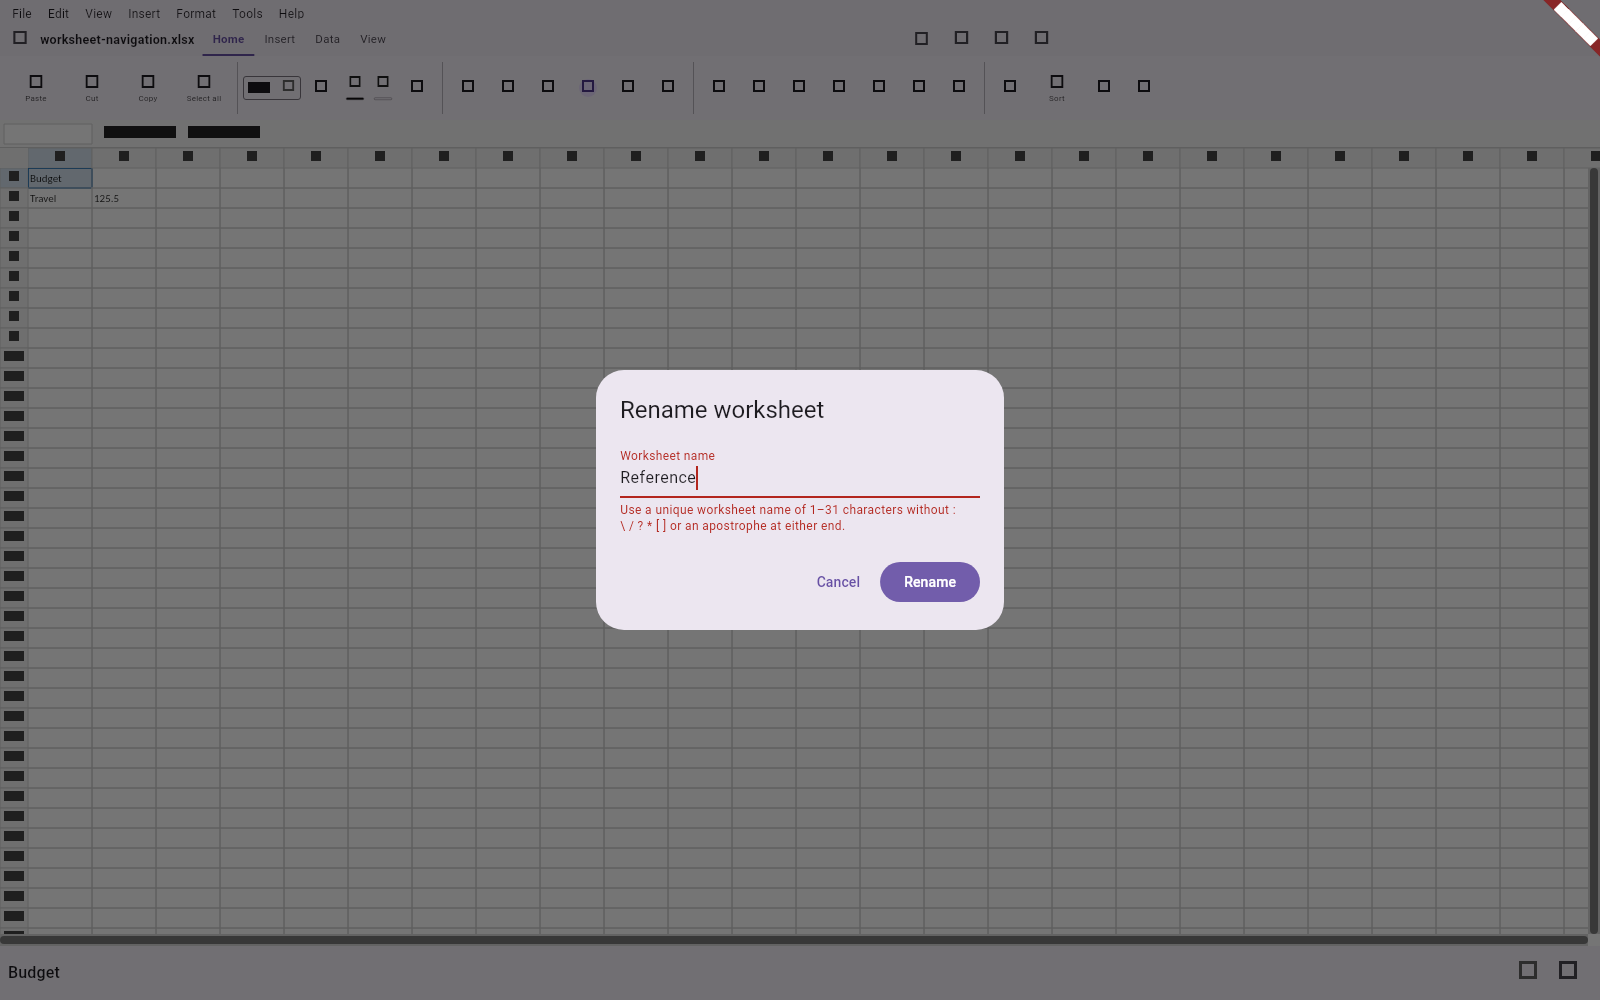 File Edit View Insert Format Tools Help
worksheet-navigation.xlsx Home Insert Data View
Paste Cut Copy Select all Sort
Budget
Travel 125.5
Rename worksheet
Worksheet name
Reference
Use a unique worksheet name of 1–31 characters without :
\ / ? * [ ] or an apostrophe at either end.
Cancel Rename
Budget